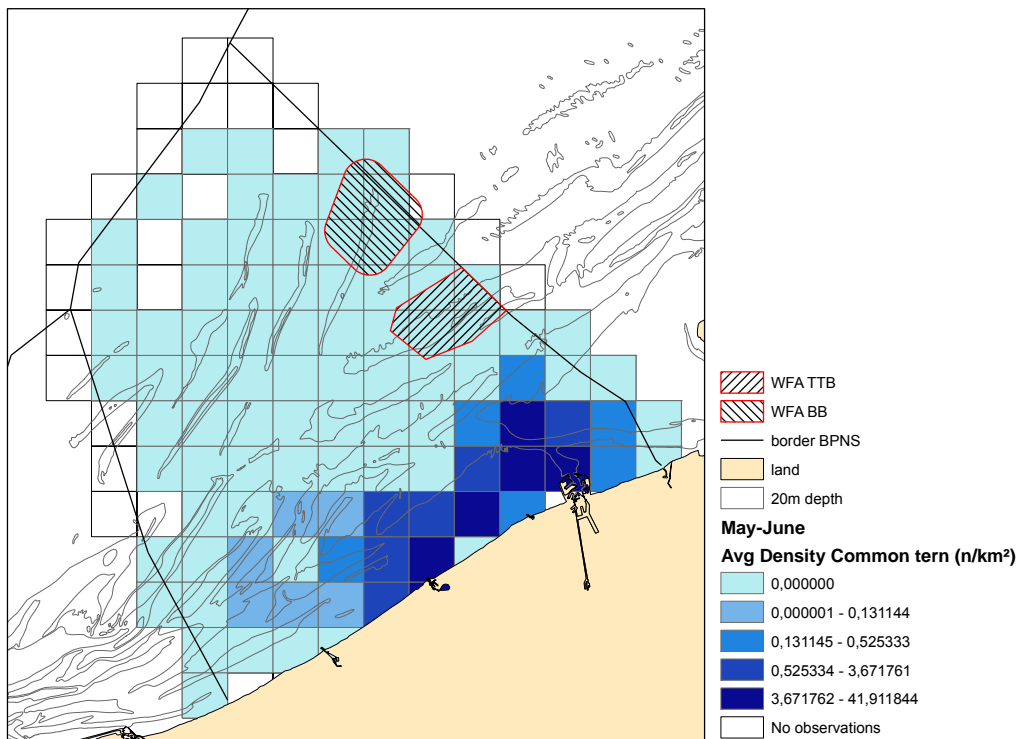 WFA TTB
WFA BB
border BPNS
land
20m depth
May-June
Avg Density Common tern (n/km²)
0,000000
0,000001 - 0,131144
0,131145 - 0,525333
0,525334 - 3,671761
3,671762 - 41,911844
No observations